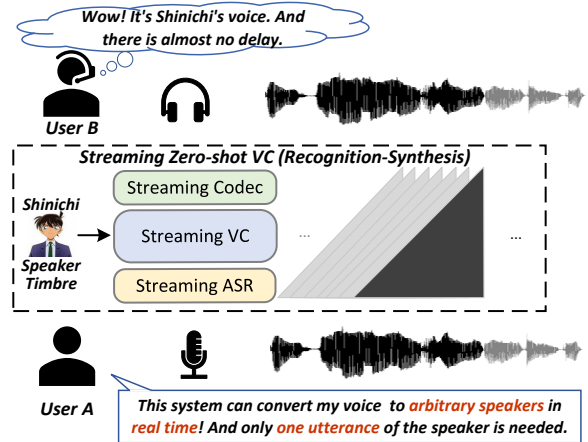 Wow! It's Shinichi's voice. And
there is almost no delay.
User B
Streaming Zero-shot VC (Recognition-Synthesis)
Shinichi
Speaker
Timbre
Streaming Codec
Streaming VC
Streaming ASR
...
...
User A
This system can convert my voice to arbitrary speakers in
real time! And only one utterance of the speaker is needed.